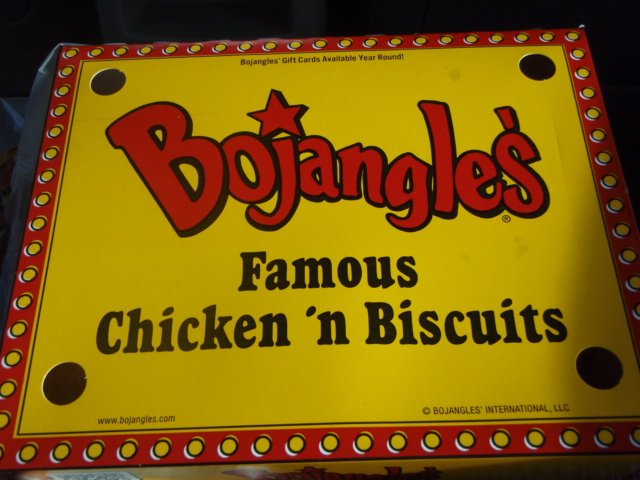 Bojangles' Gift Cards Available Year Round!
Bojangles'®
Famous
Chicken 'n Biscuits
www.bojangles.com
© BOJANGLES' INTERNATIONAL, LLC